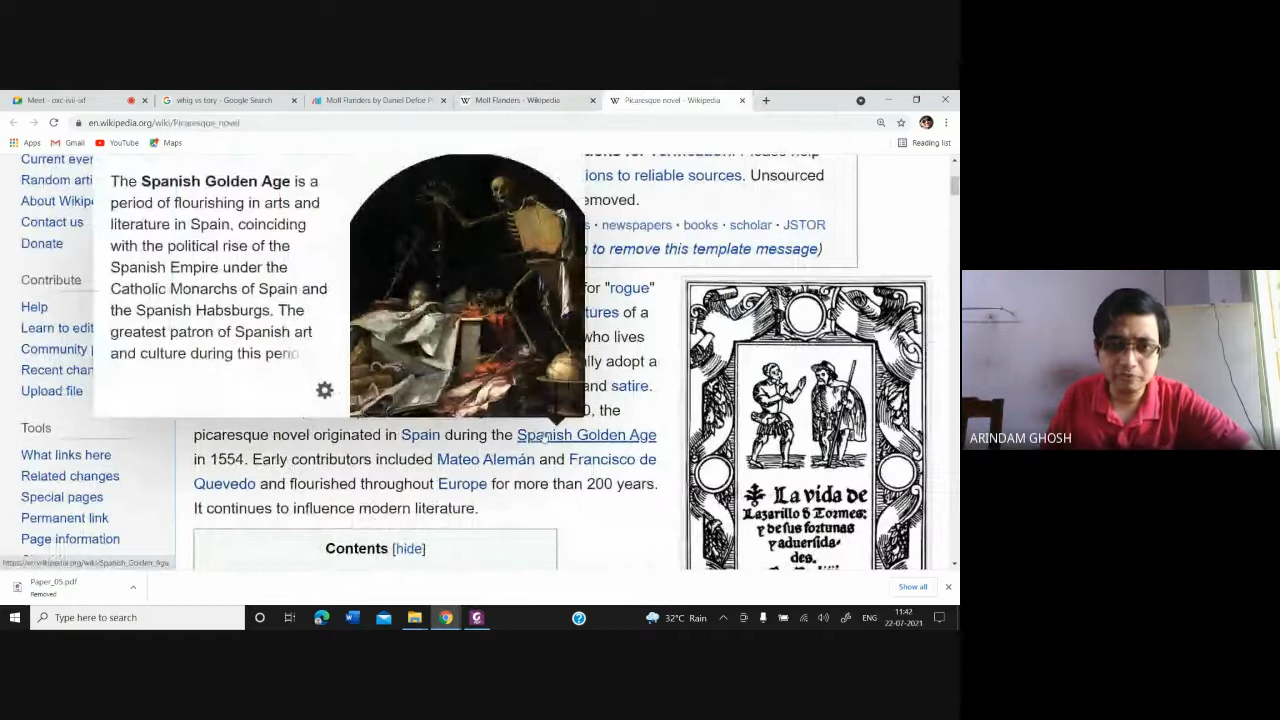 Meet - oxc-ivii-ixf
whig vs tory - Google Search
Moll Flanders by Daniel Defoe P
Moll Flanders - Wikipedia
Picaresque novel - Wikipedia
en.wikipedia.org/wiki/Picaresque_novel
Apps
Gmail
YouTube
Maps
Reading list
Current ever
Random arti
About Wikip
Contact us
Donate
Contribute
Help
Learn to edit
Community p
Recent chan
Upload file
Tools
What links here
Related changes
Special pages
Permanent link
Page information
The Spanish Golden Age is a
period of flourishing in arts and
literature in Spain, coinciding
with the political rise of the
Spanish Empire under the
Catholic Monarchs of Spain and
the Spanish Habsburgs. The
greatest patron of Spanish art
and culture during this perio
ions to reliable sources. Unsourced
emoved.
s · newspapers · books · scholar · JSTOR
n to remove this template message)
for "rogue"
tures of a
who lives
ally adopt a
and satire.
0, the
picaresque novel originated in Spain during the Spanish Golden Age
in 1554. Early contributors included Mateo Alemán and Francisco de
Quevedo and flourished throughout Europe for more than 200 years.
It continues to influence modern literature.
Contents [hide]
La vida de
Lazarillo de Tormes:
y de sus fortunas
y aduersida-
des.
https://en.wikipedia.org/wiki/Spanish_Golden_Age
Paper_05.pdf
Removed
Show all
Type here to search
32°C Rain
ENG
11:42
22-07-2021
ARINDAM GHOSH